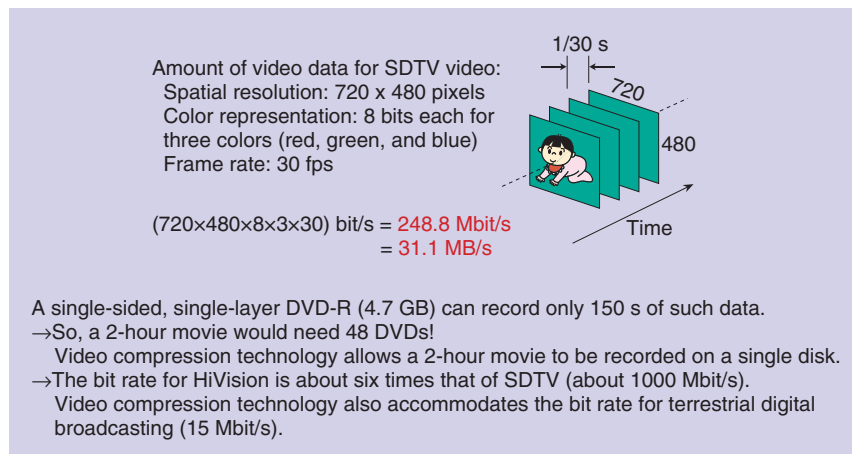 1/30 s
Amount of video data for SDTV video:
Spatial resolution: 720 x 480 pixels
720
Color representation: 8 bits each for
three colors (red, green, and blue)
480
Frame rate: 30 fps
(720×480×8×3×30) bit/s = 248.8 Mbit/s
Time
= 31.1 MB/s
A single-sided, single-layer DVD-R (4.7 GB) can record only 150 s of such data.
→So, a 2-hour movie would need 48 DVDs!
Video compression technology allows a 2-hour movie to be recorded on a single disk.
→The bit rate for HiVision is about six times that of SDTV (about 1000 Mbit/s).
Video compression technology also accommodates the bit rate for terrestrial digital
broadcasting (15 Mbit/s).